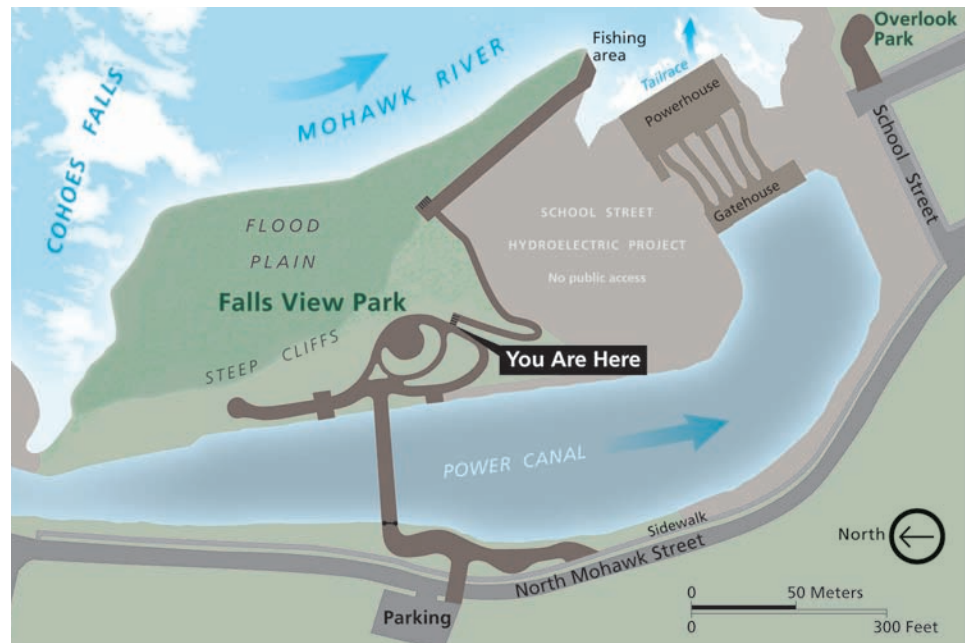 Overlook
Park
Fishing
area
Tailrace
COHOES FALLS
MOHAWK RIVER
Powerhouse
School Street
Gatehouse
FLOOD
PLAIN
SCHOOL STREET
HYDROELECTRIC PROJECT
No public access
Falls View Park
STEEP CLIFFS
You Are Here
POWER CANAL
Sidewalk
North Mohawk Street
North
Parking
0 50 Meters
0 300 Feet